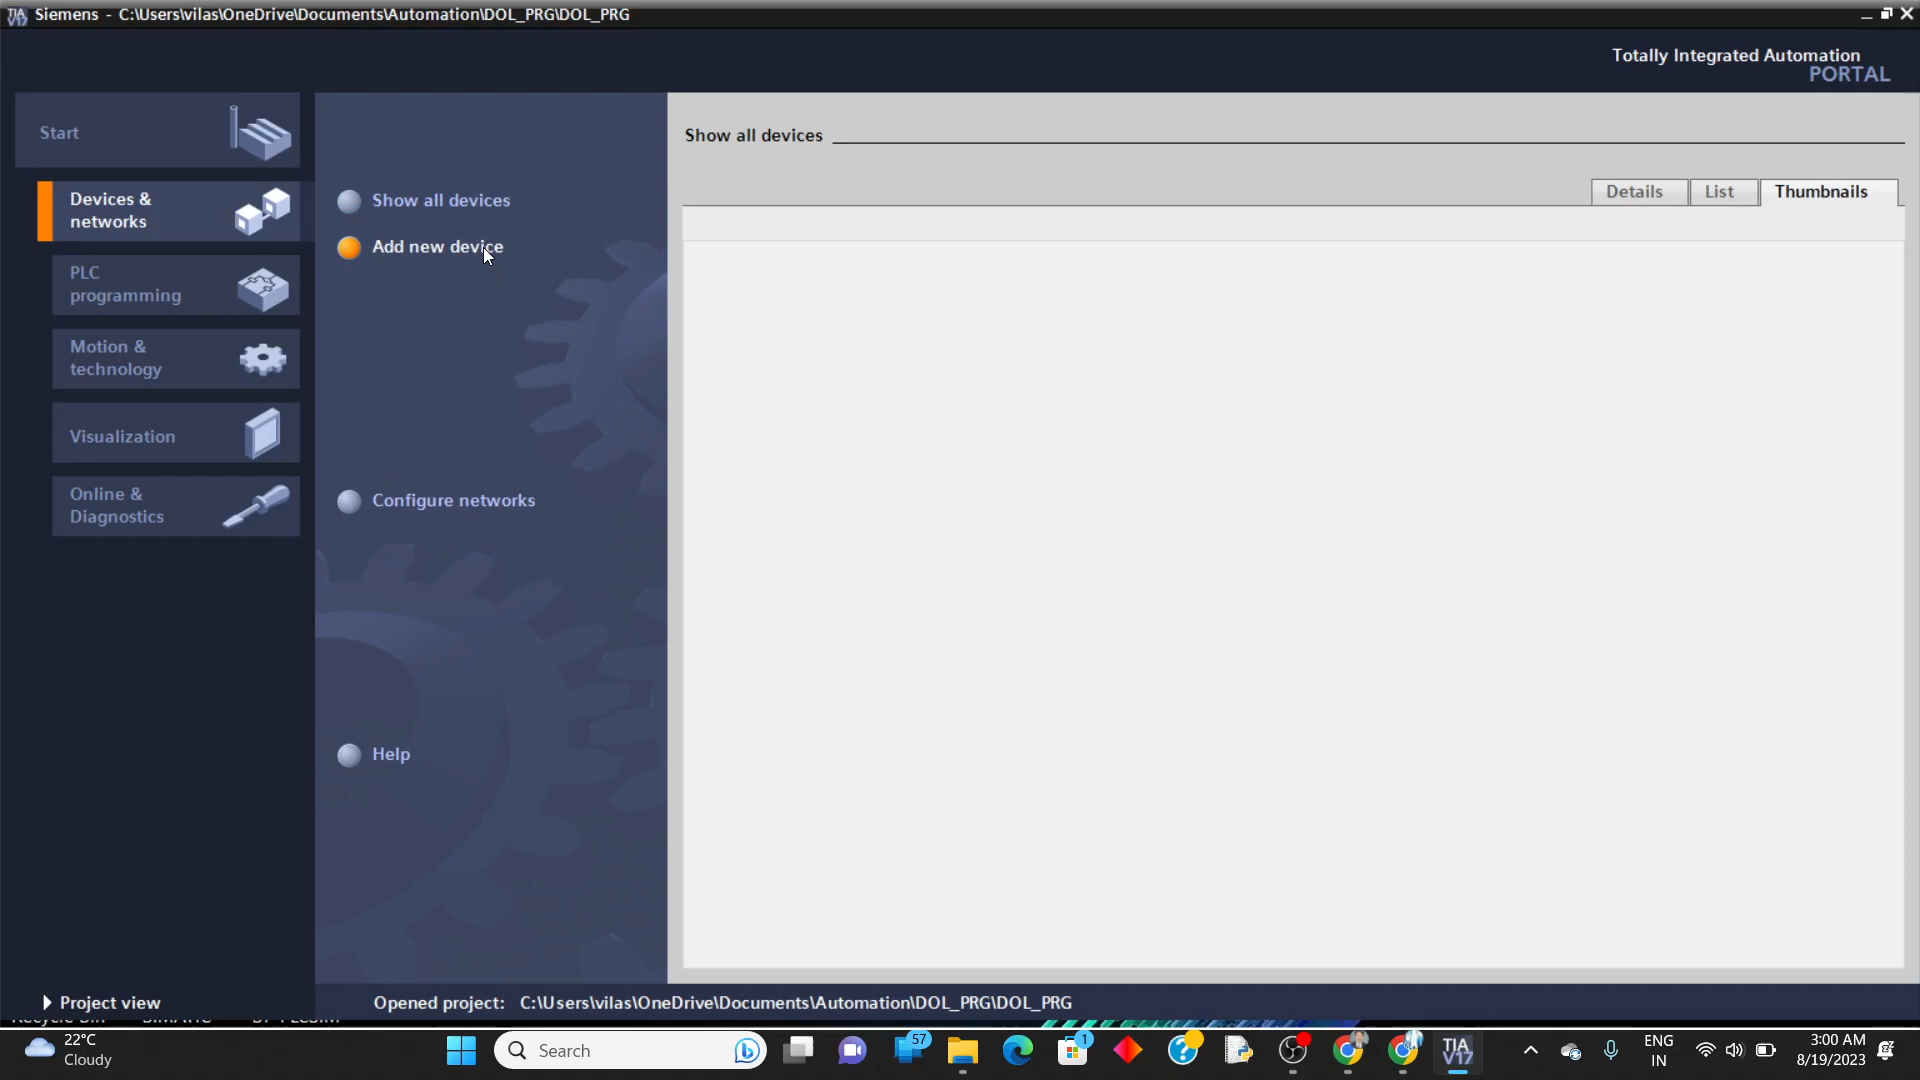 Siemens - C:\Users\vilas\OneDrive\Documents\Automation\DOL_PRG\DOL_PRG
Totally Integrated Automation
PORTAL
Start
Devices &
networks
PLC
programming
Motion &
technology
Visualization
Online &
Diagnostics
Show all devices
Add new device
Configure networks
Help
Show all devices
Details
List
Thumbnails
Project view
Opened project: C:\Users\vilas\OneDrive\Documents\Automation\DOL_PRG\DOL_PRG
22°C
Cloudy
Search
57
1
TIA
V17
ENG
IN
3:00 AM
8/19/2023